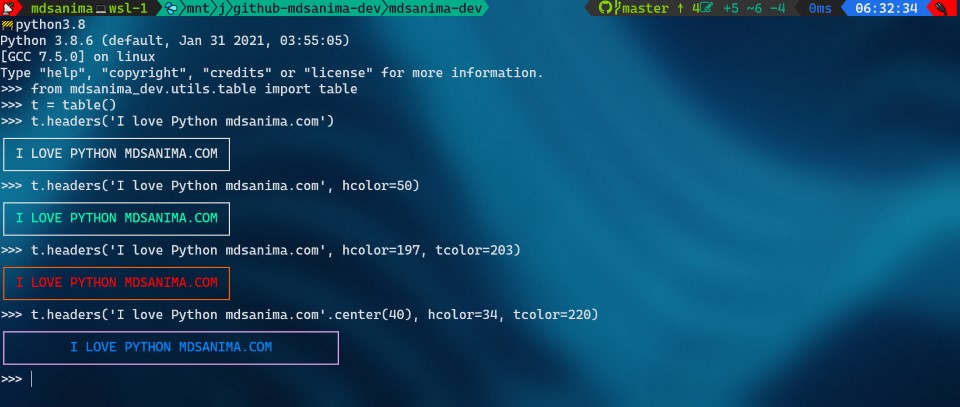 mdsanima wsl-1 mnt j github-mdsanima-dev mdsanima-dev master ↑ 4 +5 ~6 -4 0ms 06:32:34
python3.8
Python 3.8.6 (default, Jan 31 2021, 03:55:05)
[GCC 7.5.0] on linux
Type "help", "copyright", "credits" or "license" for more information.
>>> from mdsanima_dev.utils.table import table
>>> t = table()
>>> t.headers('I love Python mdsanima.com')
I LOVE PYTHON MDSANIMA.COM
>>> t.headers('I love Python mdsanima.com', hcolor=50)
I LOVE PYTHON MDSANIMA.COM
>>> t.headers('I love Python mdsanima.com', hcolor=197, tcolor=203)
I LOVE PYTHON MDSANIMA.COM
>>> t.headers('I love Python mdsanima.com'.center(40), hcolor=34, tcolor=220)
I LOVE PYTHON MDSANIMA.COM
>>>